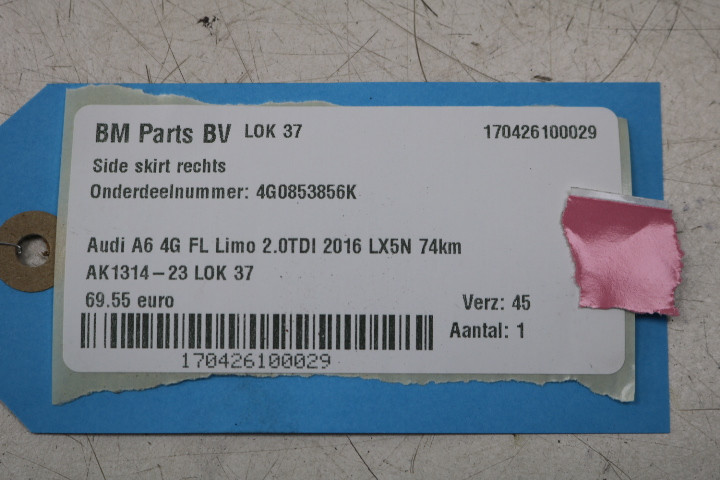 BM Parts BV LOK 37 170426100029
Side skirt rechts
Onderdeelnummer: 4G0853856K
Audi A6 4G FL Limo 2.0TDI 2016 LX5N 74km
AK1314-23 LOK 37
69.55 euro Verz: 45
Aantal: 1
170426100029